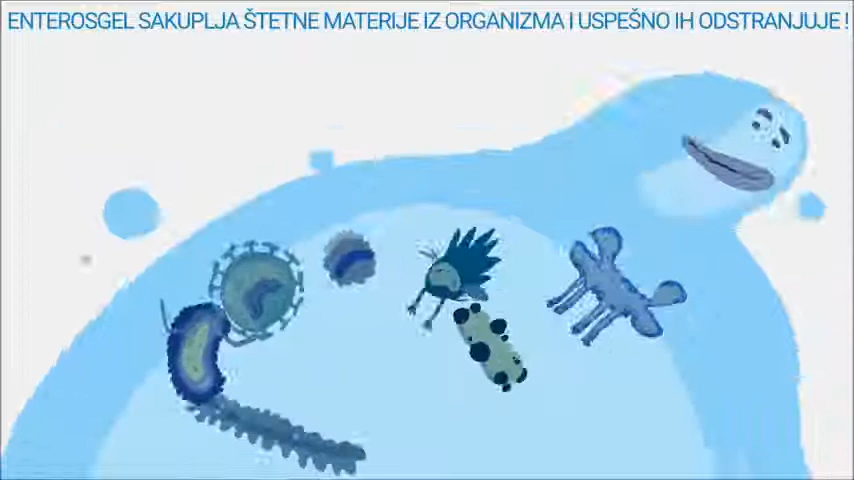 ENTEROSGEL SAKUPLJA ŠTETNE MATERIJE IZ ORGANIZMA I USPEŠNO IH ODSTRANJUJE !